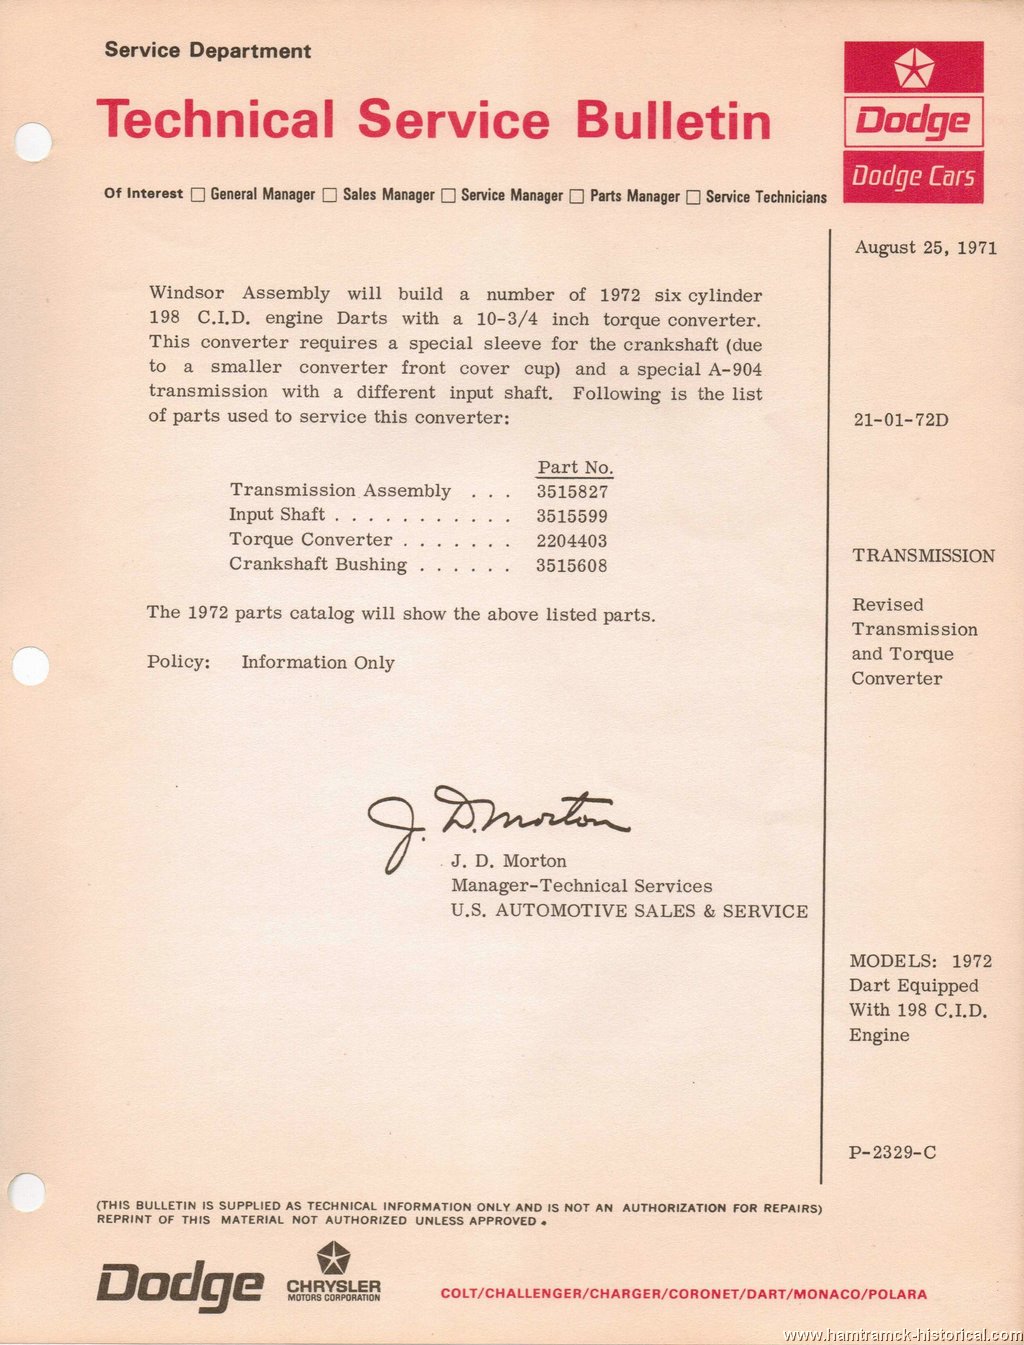 Service Department
Technical Service Bulletin
Dodge
Dodge Cars
Of Interest □ General Manager □ Sales Manager □ Service Manager □ Parts Manager □ Service Technicians
August 25, 1971
Windsor Assembly will build a number of 1972 six cylinder
198 C.I.D. engine Darts with a 10-3/4 inch torque converter.
This converter requires a special sleeve for the crankshaft (due
to a smaller converter front cover cup) and a special A-904
transmission with a different input shaft. Following is the list
of parts used to service this converter:
21-01-72D
Part No.
Transmission Assembly . . . 3515827
Input Shaft . . . . . . . . . . . 3515599
Torque Converter . . . . . . . 2204403
Crankshaft Bushing . . . . . . 3515608
TRANSMISSION
Revised
Transmission
and Torque
Converter
The 1972 parts catalog will show the above listed parts.
Policy: Information Only
J. D. Morton
J. D. Morton
Manager-Technical Services
U.S. AUTOMOTIVE SALES & SERVICE
MODELS: 1972
Dart Equipped
With 198 C.I.D.
Engine
P-2329-C
(THIS BULLETIN IS SUPPLIED AS TECHNICAL INFORMATION ONLY AND IS NOT AN AUTHORIZATION FOR REPAIRS)
REPRINT OF THIS MATERIAL NOT AUTHORIZED UNLESS APPROVED •
Dodge
CHRYSLER
MOTORS CORPORATION
COLT/CHALLENGER/CHARGER/CORONET/DART/MONACO/POLARA
www.hamtramck-historical.com